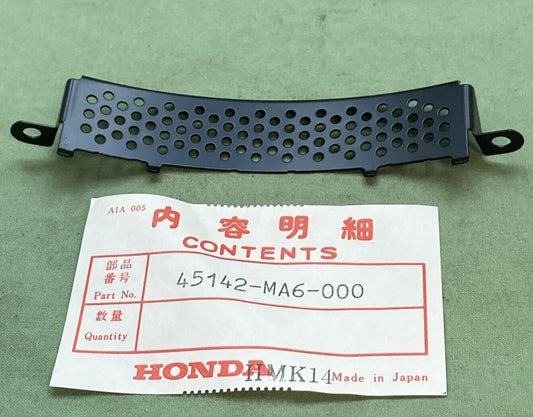 A1A 005
内容明細
CONTENTS
部品
番号
Part No.
45142-MA6-000
数量
Quantity
HONDA HMK14 Made in Japan